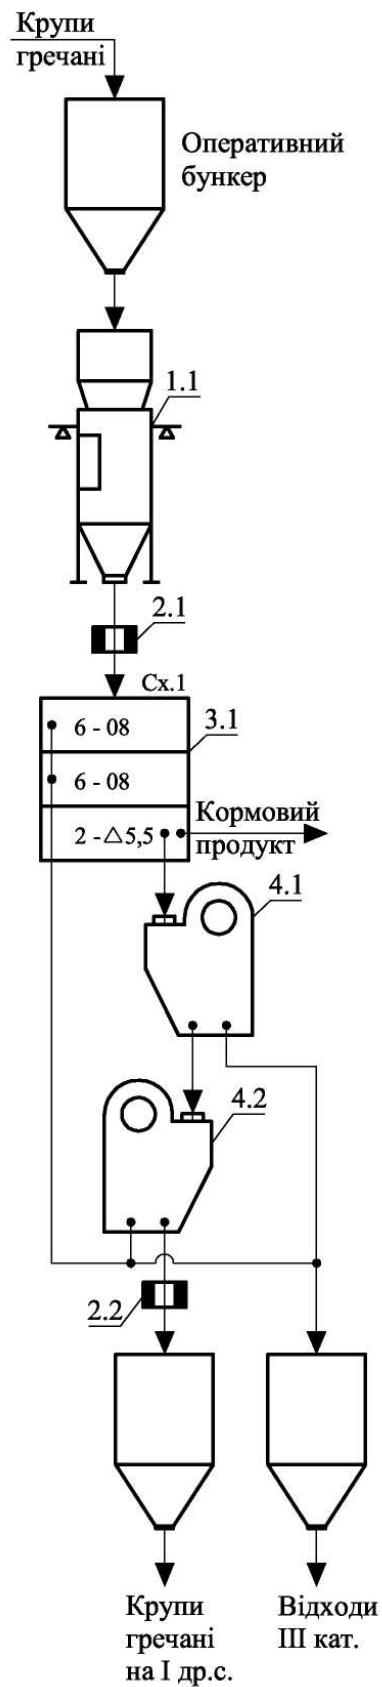 Крупи
гречані
Оперативний
бункер
1.1
2.1
Сх.1
3.1
6 - 08
6 - 08
2 -△5,5
Кормовий
продукт
4.1
4.2
2.2
Крупи
гречані
на І др.с.
Відходи
ІІІ кат.